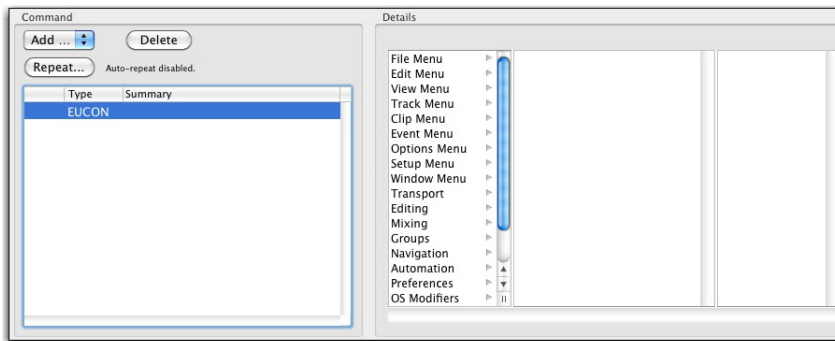 Command
Add ...
Delete
Repeat...
Auto-repeat disabled.
Type Summary
EUCON
Details
File Menu
Edit Menu
View Menu
Track Menu
Clip Menu
Event Menu
Options Menu
Setup Menu
Window Menu
Transport
Editing
Mixing
Groups
Navigation
Automation
Preferences
OS Modifiers